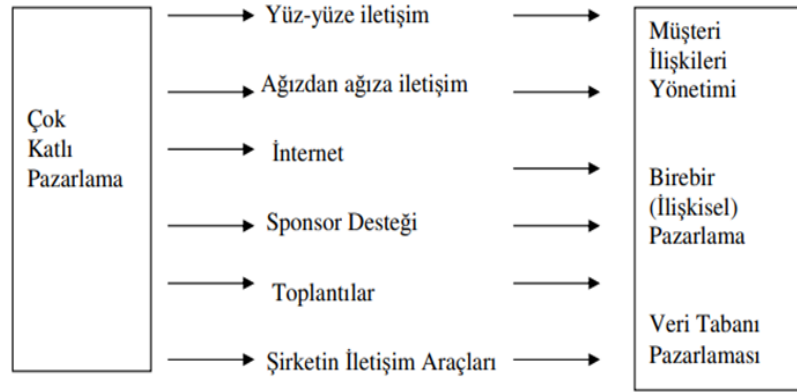 Çok
Katlı
Pazarlama
Yüz-yüze iletişim
Ağızdan ağıza iletişim
İnternet
Sponsor Desteği
Toplantılar
Şirketin İletişim Araçları
Müşteri
İlişkileri
Yönetimi
Birebir
(İlişkisel)
Pazarlama
Veri Tabanı
Pazarlaması